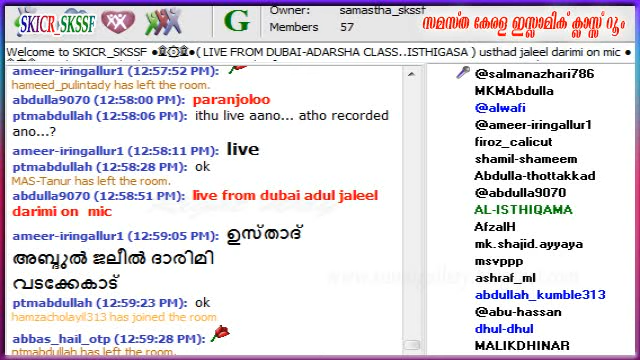 SKICR_SKSSF
G
Owner: samastha_skssf
Members 57
സമസ്ത കേരള ഇസ്ലാമിക് ക്ലാസ്സ് റൂം
Welcome to SKICR_SKSSF ●۩۞۩●( LIVE FROM DUBAI-ADARSHA CLASS..ISTHIGASA ) usthad jaleel darimi on mic ●
ameer-iringallur1 (12:57:52 PM):
hameed_pulintady has left the room.
abdulla9070 (12:58:00 PM): paranjoloo
ptmabdullah (12:58:06 PM): ithu live aano... atho recorded
ano...?
ameer-iringallur1 (12:58:11 PM): live
ptmabdullah (12:58:28 PM): ok
MAS-Tanur has left the room.
abdulla9070 (12:58:51 PM): live from dubai adul jaleel
darimi on mic
ameer-iringallur1 (12:59:05 PM): ഉസ്താദ്
അബ്ദുൽ ജലീൽ ദാരിമി
വടക്കേകാട്
ptmabdullah (12:59:23 PM): ok
hamzacholayil313 has joined the room
abbas_hail_otp (12:59:28 PM):
ptmabdullah has left the room.
@salmanazhari786
MKMAbdulla
@alwafi
@ameer-iringallur1
firoz_calicut
shamil-shameem
Abdulla-thottakkad
@abdulla9070
AL-ISTHIQAMA
AfzalH
mk.shajid.ayyaya
msvppp
ashraf_ml
abdullah_kumble313
@abu-hassan
dhul-dhul
MALIKDHINAR